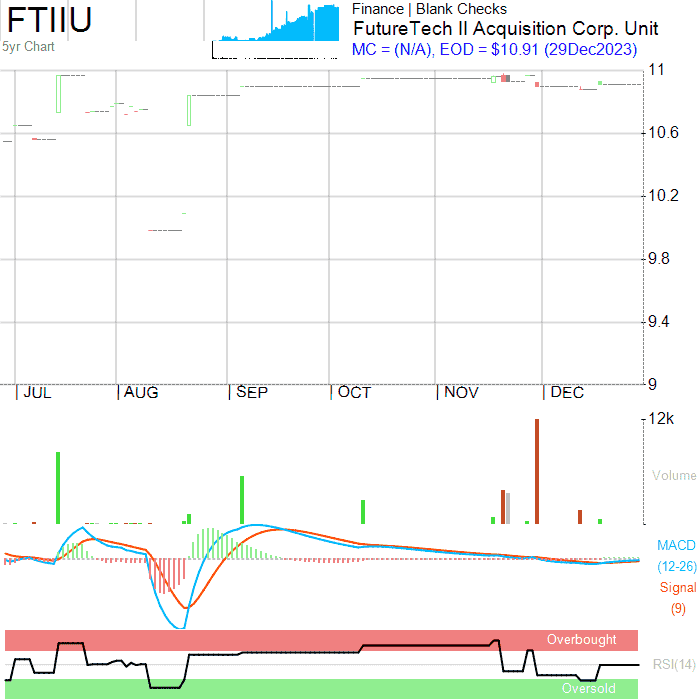 FTIIU
5yr Chart
Finance | Blank Checks
FutureTech II Acquisition Corp. Unit
MC = (N/A), EOD = $10.91 (29Dec2023)
11
10.6
10.2
9.8
9.4
9
JUL AUG SEP OCT NOV DEC
12k
Volume
MACD
(12-26)
Signal
(9)
Overbought
RSI(14)
Oversold